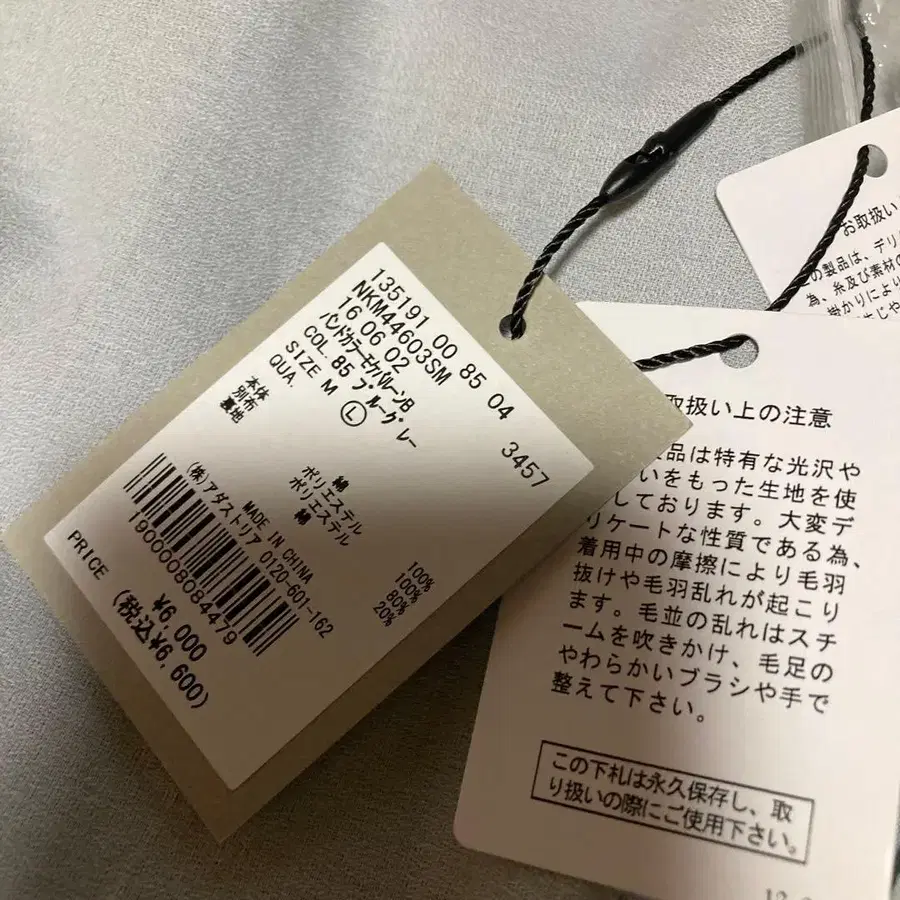 135191 00 85 04
NKM44603SM
16 06 02 3457
バンドカラーモケバルーンB
COL. 85 ブルーグレー
SIZE M Ⓛ
QUA.
本体 綿 100%
別布 ポリエステル 100%
裏地 ポリエステル 80%
綿 20%
MADE IN CHINA
(株)アダストリア 0120-601-162
1900008084479
PRICE ¥6,000
(税込¥6,600)
取扱い上の注意
品は特有な光沢や
いをもった生地を使
しております。大変デ
リケートな性質である為、
着用中の摩擦により毛羽
抜けや毛羽乱れが起こり
ます。毛並の乱れはスチ
ームを吹きかけ、毛足の
やわらかいブラシや手で
整えて下さい。
この下札は永久保存し、取
り扱いの際にご使用下さい。
お取扱い
の製品は、デリ
為、糸及び素材の
掛かりにより